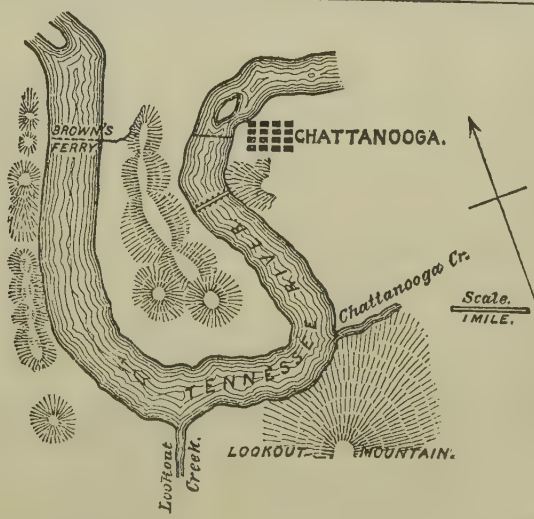 BROWN'S
FERRY
CHATTANOOGA.
TENNESSEE RIVER
Chattanooga Cr.
Scale.
1 MILE.
LOOKOUT MOUNTAIN.
Lookout
Creek.